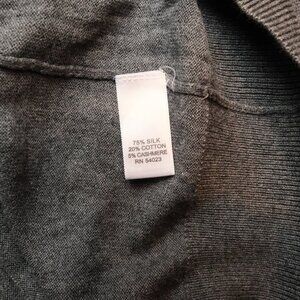 75% SILK
20% COTTON
5% CASHMERE
RN 54023